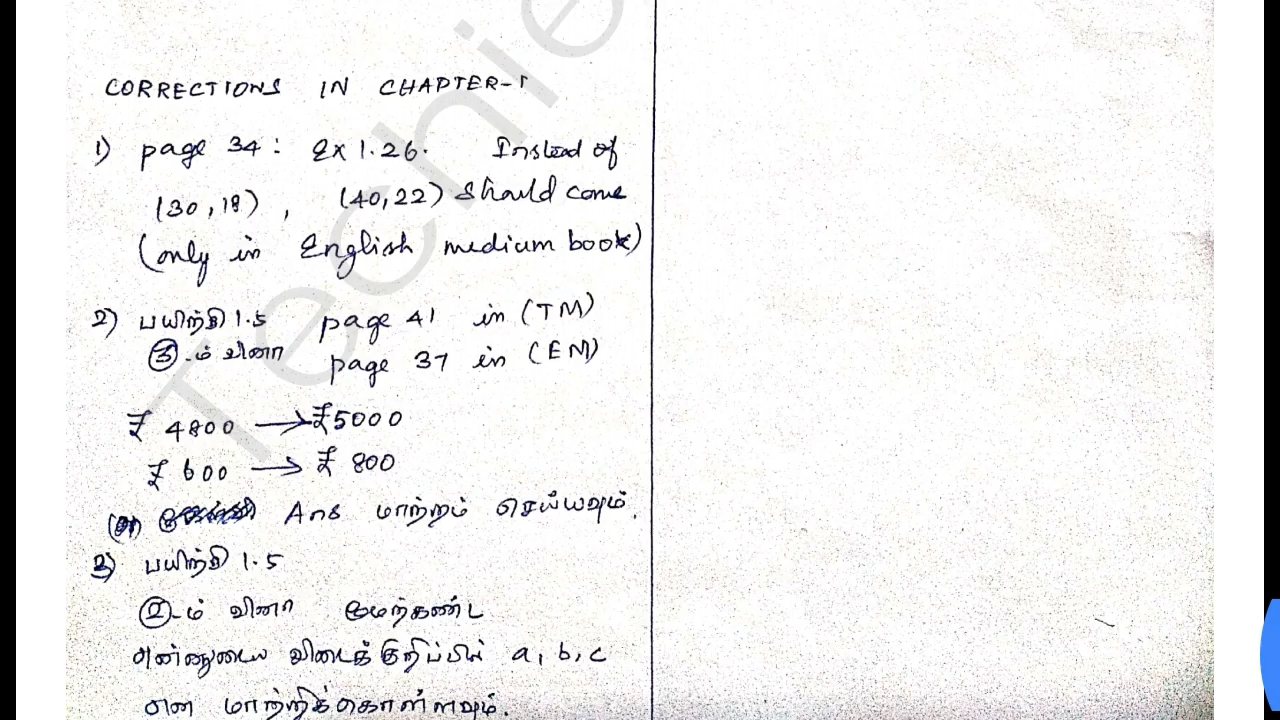 Techie
CORRECTIONS IN CHAPTER-1
1) page 34: Ex 1.26. Instead of
(30,18), (40,22) should come
(only in English medium book)
2) பயிற்சி 1.5 page 41 in (TM)
③-ம் வினா page 37 in (EM)
₹ 4800 → ₹5000
₹ 600 → ₹ 800
Ans மாற்றம் செய்யவும்.
3) பயிற்சி 1.5
②-ம் வினா மேற்கண்ட
என்னுடைய விடைக் குறிப்பில் a, b, c
என மாற்றிக்கொள்ளவும்.